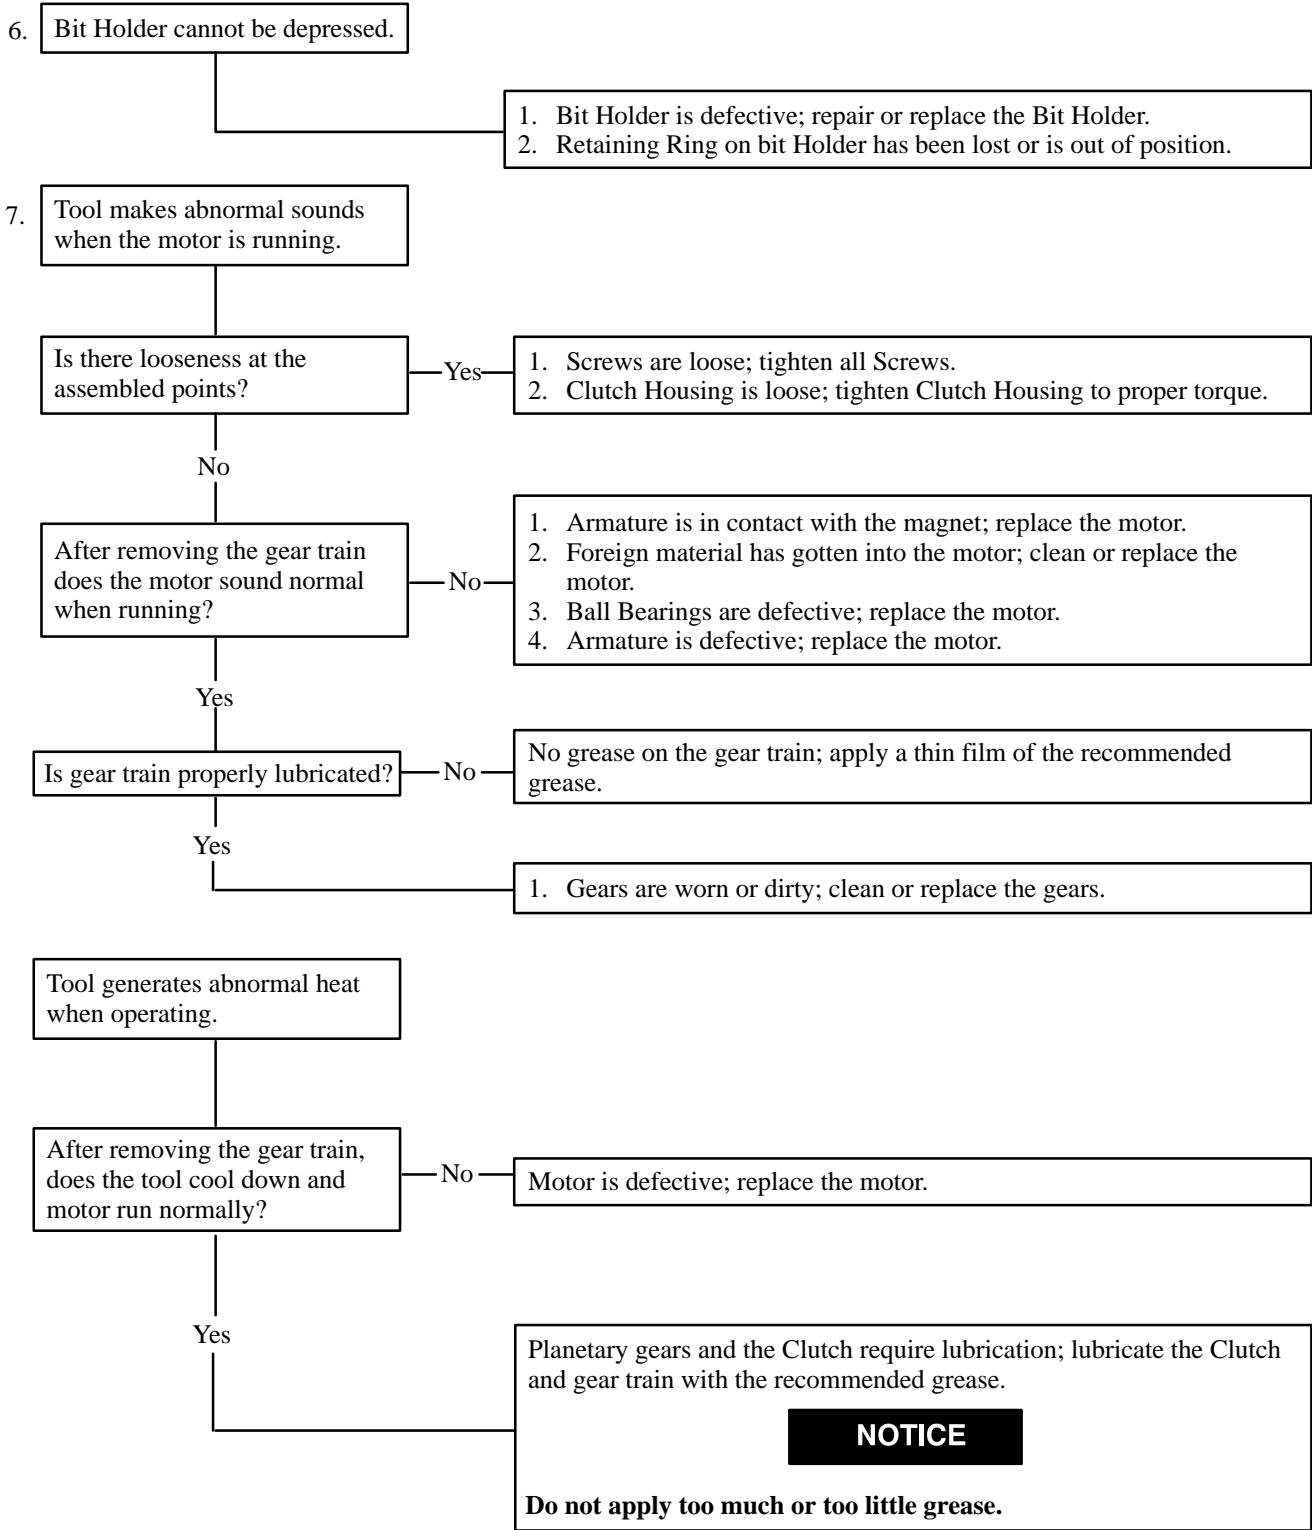 6. Bit Holder cannot be depressed.
1. Bit Holder is defective; repair or replace the Bit Holder.
2. Retaining Ring on bit Holder has been lost or is out of position.
7. Tool makes abnormal sounds
when the motor is running.
Is there looseness at the
assembled points?
Yes
1. Screws are loose; tighten all Screws.
2. Clutch Housing is loose; tighten Clutch Housing to proper torque.
No
After removing the gear train
does the motor sound normal
when running?
No
1. Armature is in contact with the magnet; replace the motor.
2. Foreign material has gotten into the motor; clean or replace the
motor.
3. Ball Bearings are defective; replace the motor.
4. Armature is defective; replace the motor.
Yes
Is gear train properly lubricated?
No
No grease on the gear train; apply a thin film of the recommended
grease.
Yes
1. Gears are worn or dirty; clean or replace the gears.
Tool generates abnormal heat
when operating.
After removing the gear train,
does the tool cool down and
motor run normally?
No
Motor is defective; replace the motor.
Yes
Planetary gears and the Clutch require lubrication; lubricate the Clutch
and gear train with the recommended grease.
NOTICE
Do not apply too much or too little grease.